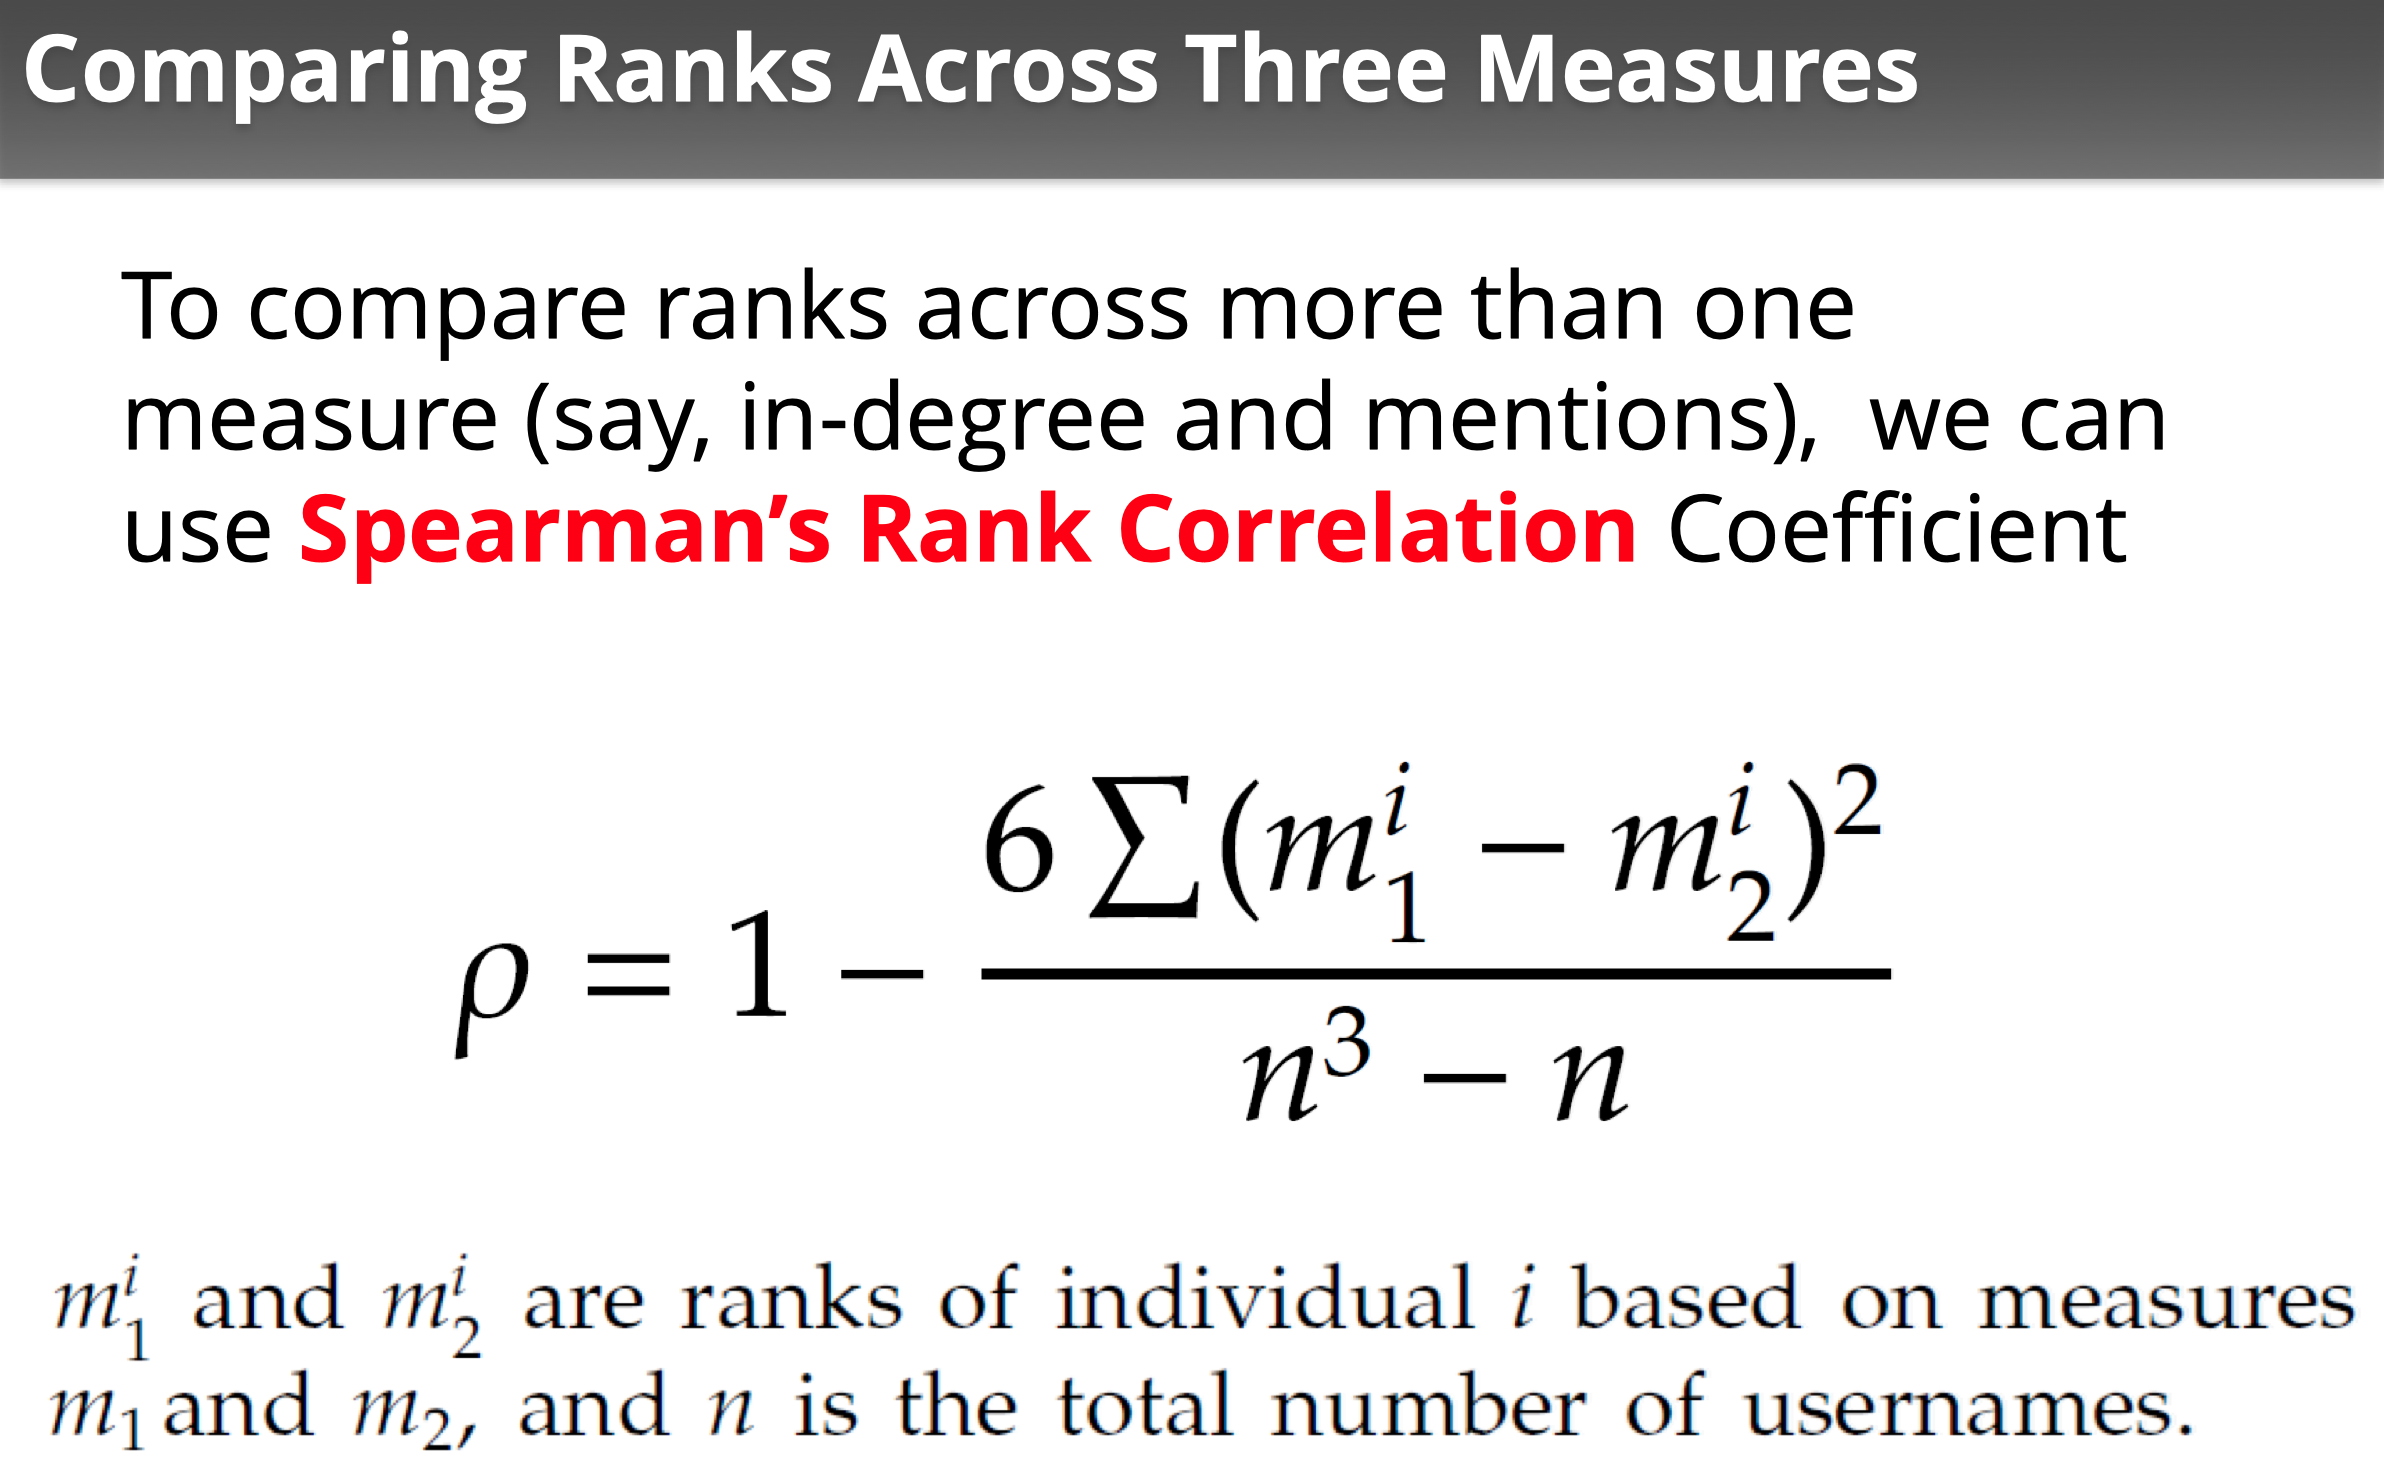 Comparing Ranks Across Three Measures
To compare ranks across more than one
measure (say, in-degree and mentions),  we can
use Spearman’s Rank Correlation Coefficient
ρ = 1 − \frac{6 ∑(m_1^i − m_2^i)^2}{n^3 − n}
m_1^i and m_2^i are ranks of individual i based on measures
m_1 and m_2, and n is the total number of usernames.